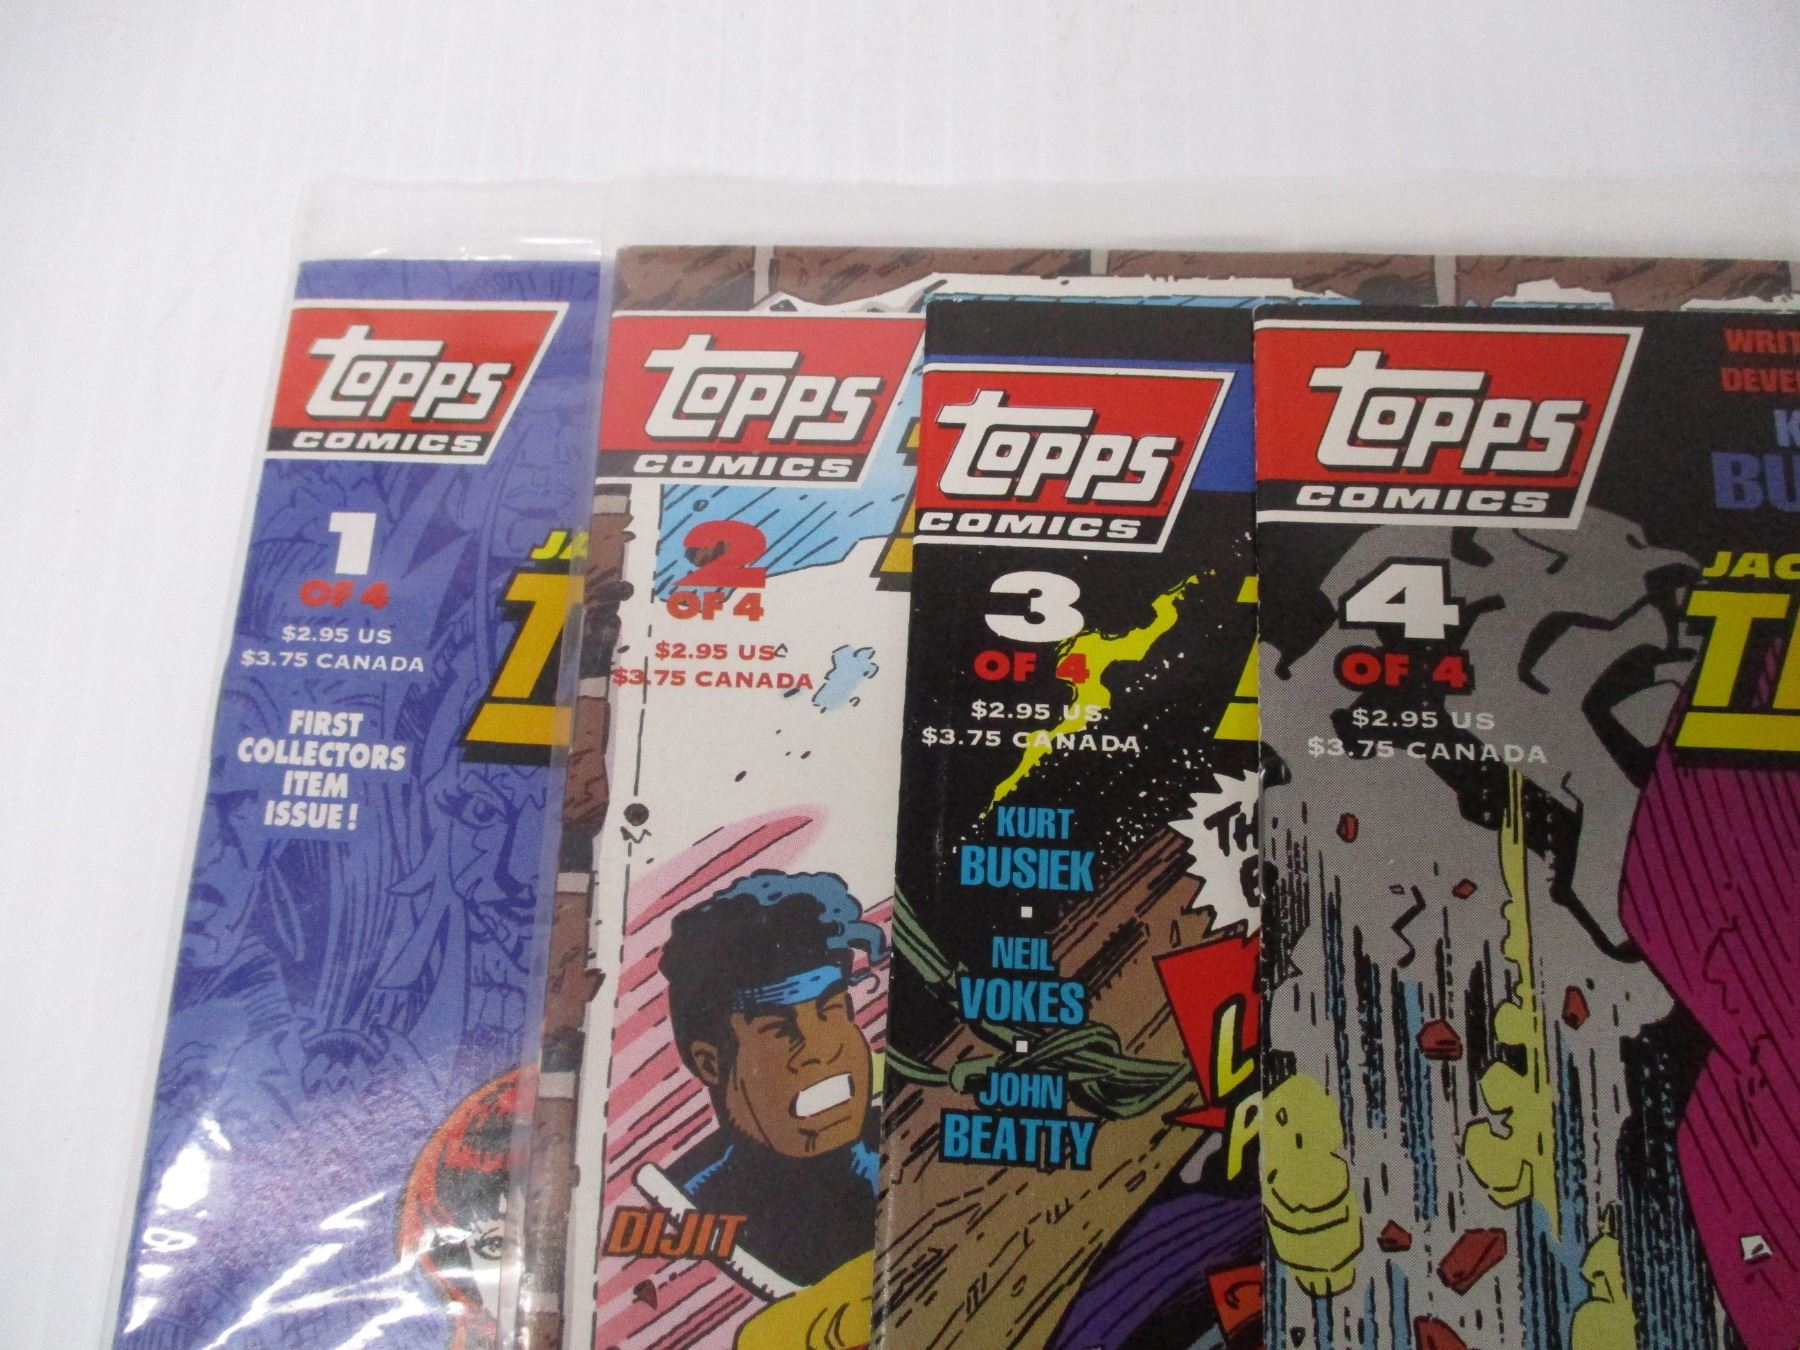 Topps
COMICS
1
OF 4
$2.95 US
$3.75 CANADA
FIRST
COLLECTORS
ITEM
ISSUE!
Topps
COMICS
2
OF 4
$2.95 US
$3.75 CANADA
DIJIT
Topps
COMICS
3
OF 4
$2.95 US
$3.75 CANADA
KURT
BUSIEK
▪
NEIL
VOKES
▪
JOHN
BEATTY
Topps
COMICS
4
OF 4
$2.95 US
$3.75 CANADA